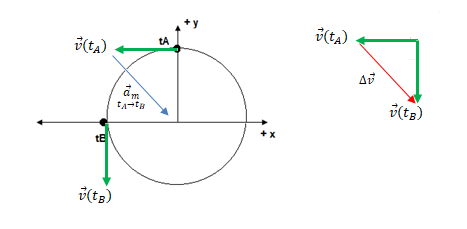 + y
tA
v⃗(t_A)
a⃗_m
t_A→t_B
+ x
tB
v⃗(t_B)
v⃗(t_A)
Δv⃗
v⃗(t_B)